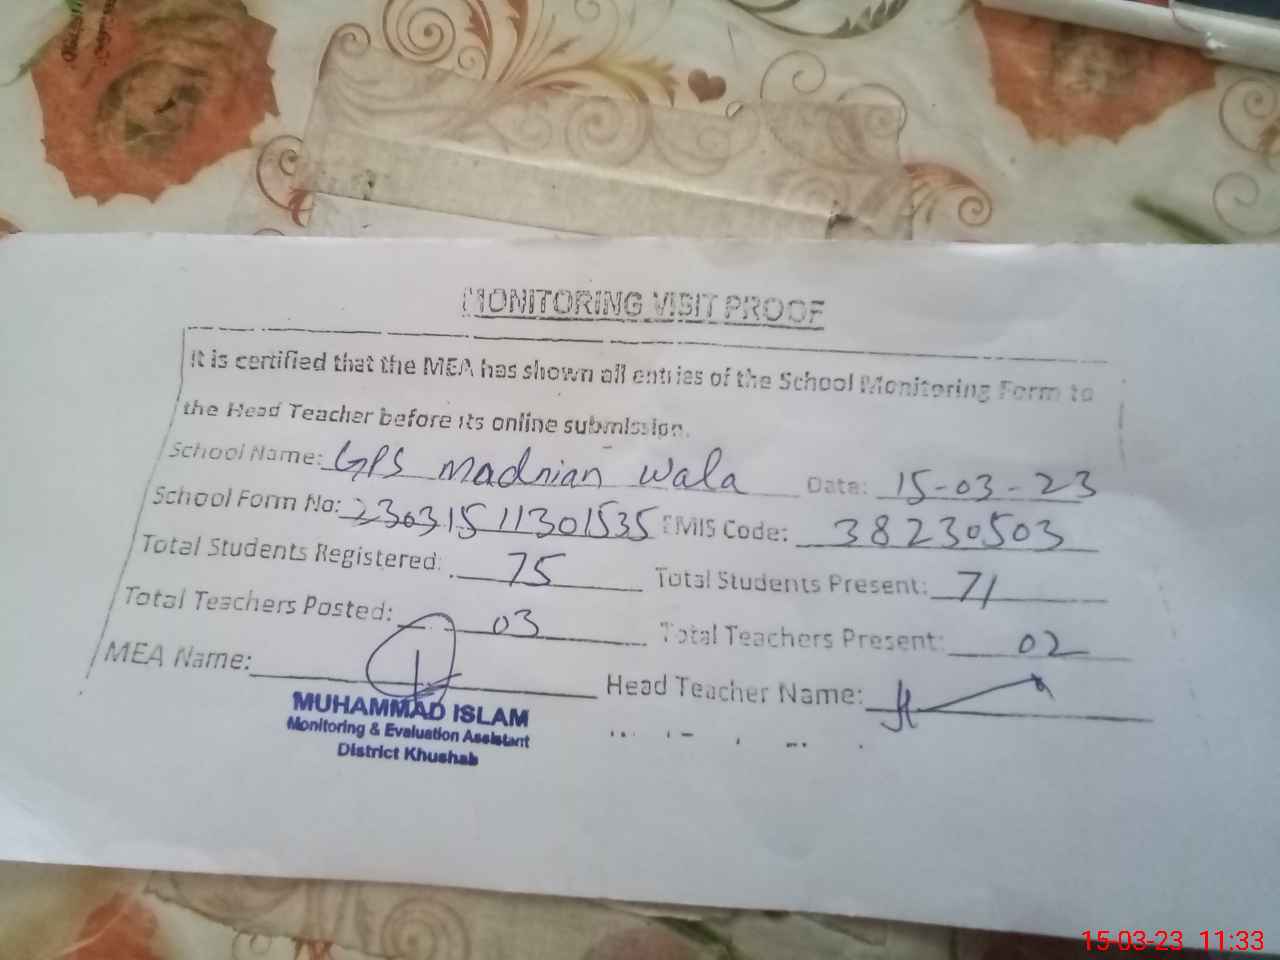 MONITORING VISIT PROOF
It is certified that the MEA has shown all entries of the School Monitoring Form to
the Head Teacher before its online submission.
School Name: GPS Madnian wala Date: 15-03-23
School Form No: 23031511301535 EMIS Code: 38230503
Total Students Registered: 75 Total Students Present: 71
Total Teachers Posted: 03 Total Teachers Present: 02
MEA Name: Head Teacher Name:
MUHAMMAD ISLAM
Monitoring & Evaluation Assistant
District Khushab
15-03-23 11:33